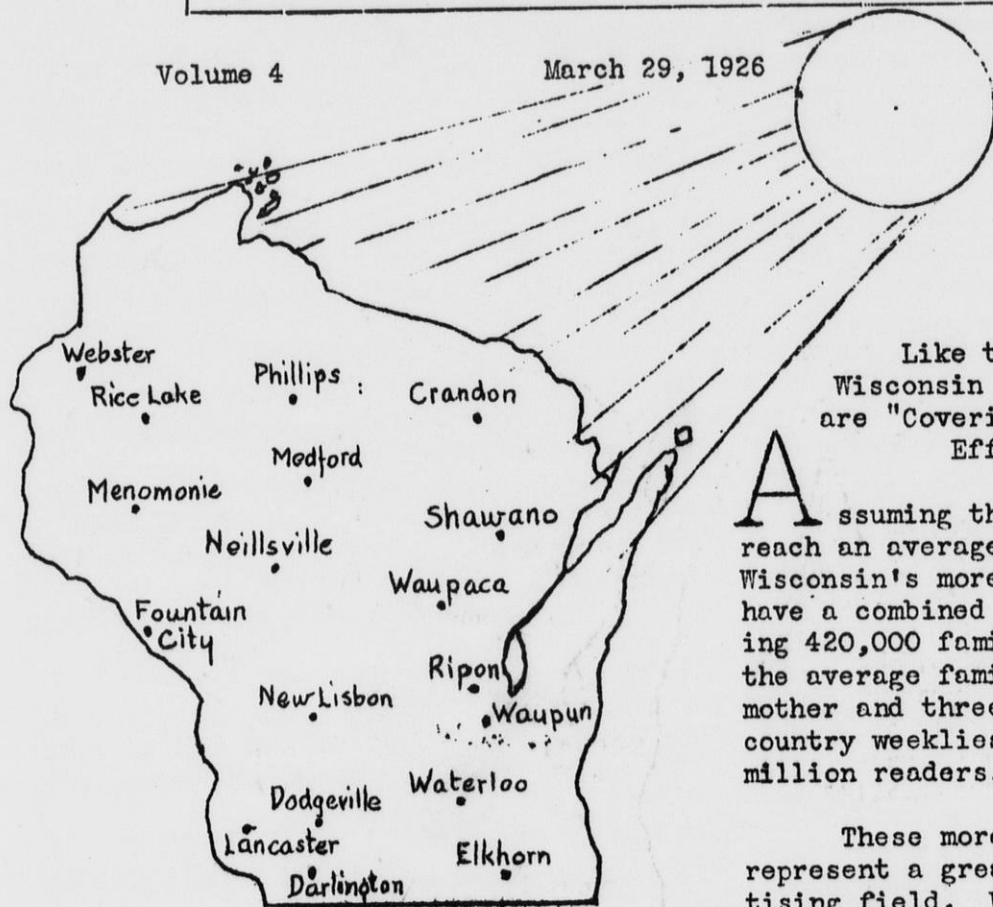 Volume 4
March 29, 1926
Webster
Rice Lake
Phillips
Crandon
Medford
Menomonie
Shawano
Neillsville
Waupaca
Fountain
City
Ripon
New Lisbon
Waupun
Waterloo
Dodgeville
Lancaster
Elkhorn
Darlington
Like t
Wisconsin
are "Coveri
Eff
Assuming th
reach an average
Wisconsin's more
have a combined
ing 420,000 fami
the average fami
mother and three
country weeklies
million readers.
These more
represent a grea
tising field.